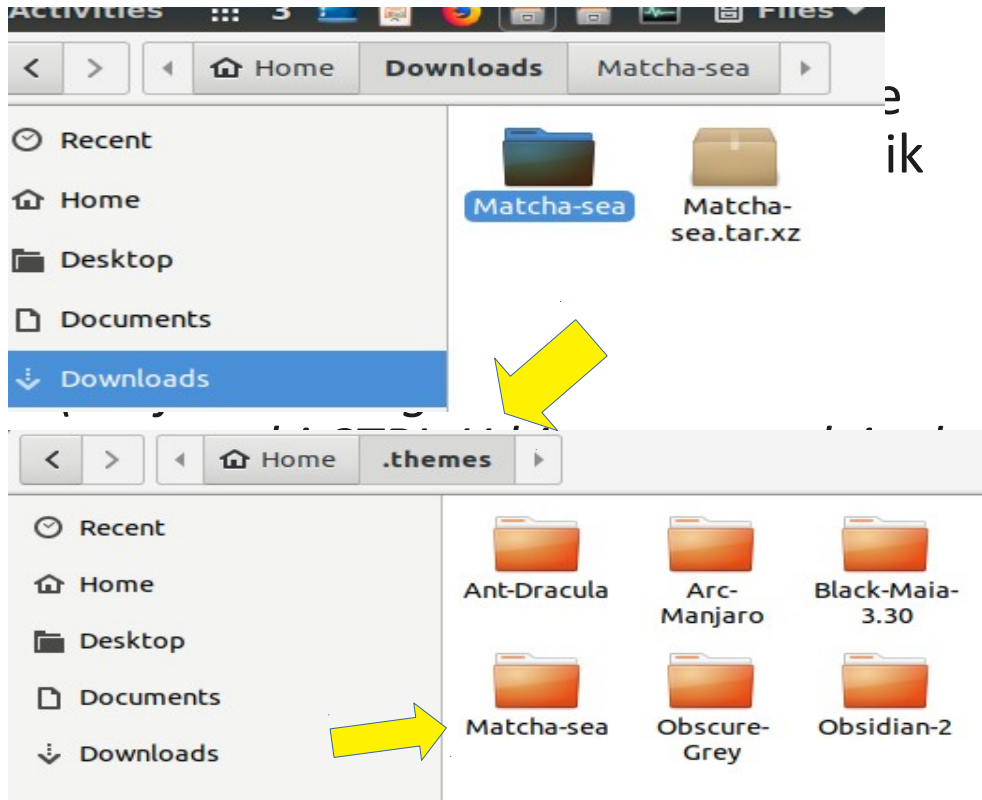 Activities 3 Files
Home Downloads Matcha-sea
e
ik
Recent
Home
Desktop
Documents
Downloads
Matcha-sea
Matcha-
sea.tar.xz
Home .themes
Recent
Home
Desktop
Documents
Downloads
Ant-Dracula
Arc-
Manjaro
Black-Maia-
3.30
Matcha-sea
Obscure-
Grey
Obsidian-2